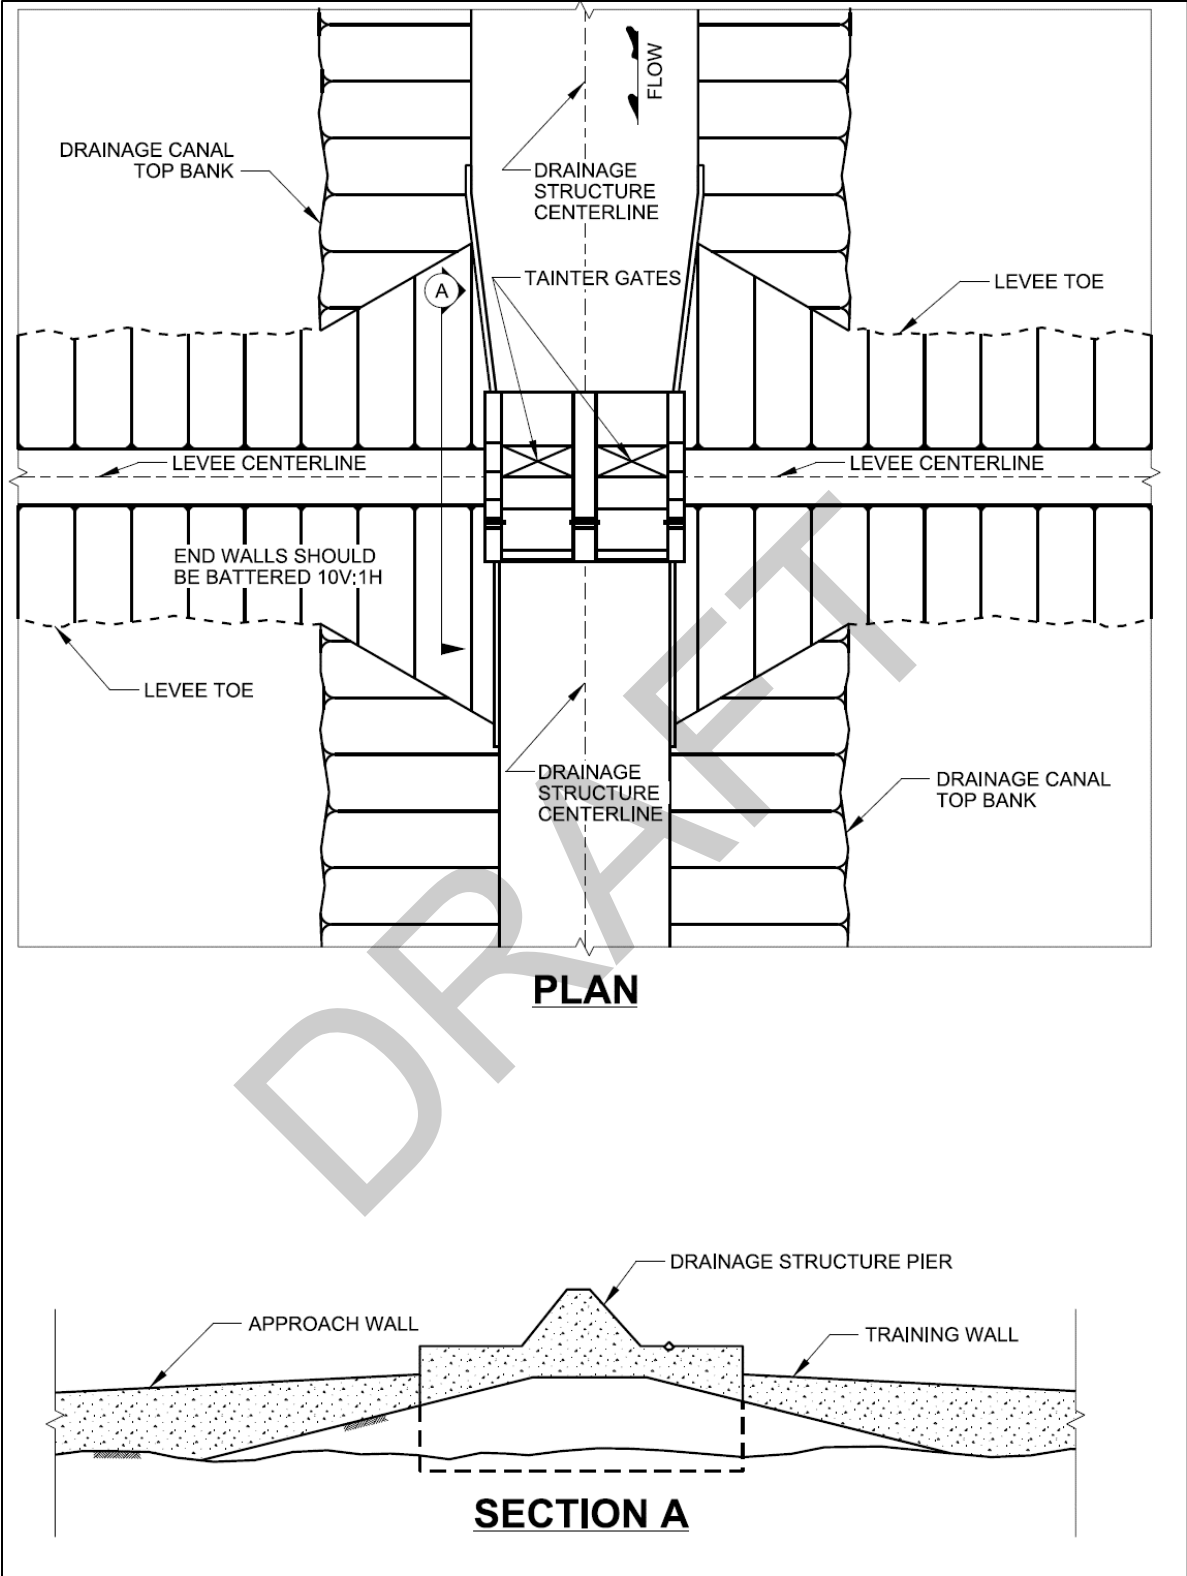 FLOW
DRAINAGE CANAL
TOP BANK
DRAINAGE
STRUCTURE
CENTERLINE
TAINTER GATES
A
LEVEE TOE
LEVEE CENTERLINE
LEVEE CENTERLINE
END WALLS SHOULD
BE BATTERED 10V:1H
LEVEE TOE
DRAINAGE
STRUCTURE
CENTERLINE
DRAINAGE CANAL
TOP BANK
DRAFT
PLAN
DRAINAGE STRUCTURE PIER
APPROACH WALL
TRAINING WALL
SECTION A